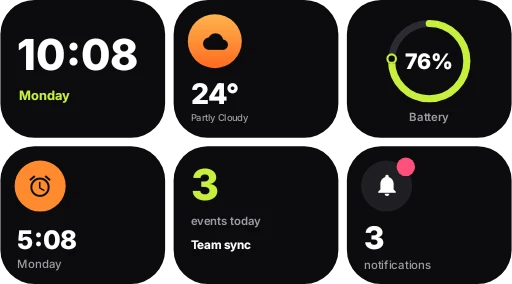 10:08
Monday
24°
Partly Cloudy
76%
Battery
5:08
Monday
3
events today
Team sync
3
notifications